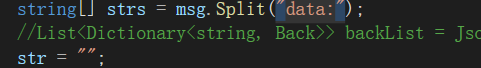 string[] strs = msg.Split("data:");
//List<Dictionary<string, Back>> backList = Jso
str = "";